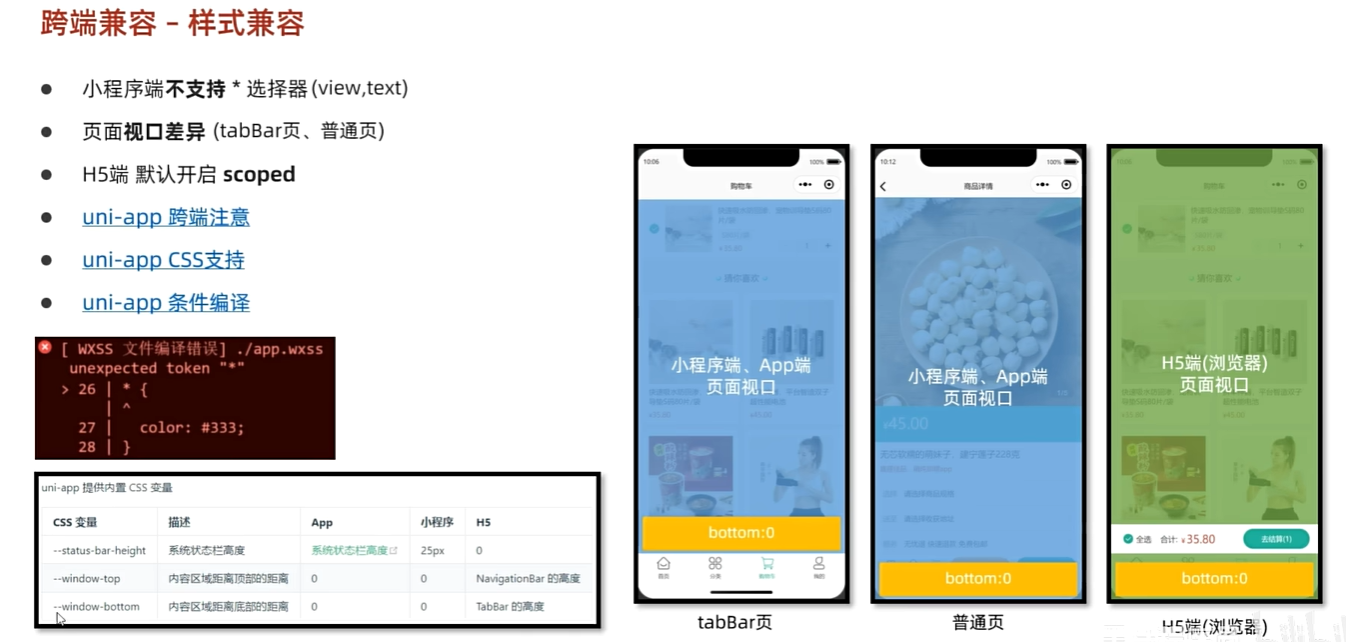 跨端兼容 – 样式兼容
小程序端不支持 * 选择器(view,text)
页面视口差异 (tabBar页、普通页)
H5端 默认开启 scoped
uni-app 跨端注意
uni-app CSS支持
uni-app 条件编译
[ WXSS 文件编译错误] ./app.wxss
unexpected token "*"
> 26 | * {
| ^
27 | color: #333;
28 | }
uni-app 提供内置 CSS 变量
CSS 变量 描述 App 小程序 H5
--status-bar-height 系统状态栏高度 系统状态栏高度 25px 0
--window-top 内容区域距离顶部的距离 0 0 NavigationBar 的高度
--window-bottom 内容区域距离底部的距离 0 0 TabBar 的高度
10:06 100%
购物车
猜你喜欢
小程序端、App端
页面视口
bottom:0
首页 分类 购物车 我的
tabBar页
10:12 100%
商品详情
小程序端、App端
页面视口
¥45.00
bottom:0
普通页
购物车
猜你喜欢
H5端(浏览器)
页面视口
全选 合计: ¥35.80 去结算(1)
bottom:0
H5端(浏览器)